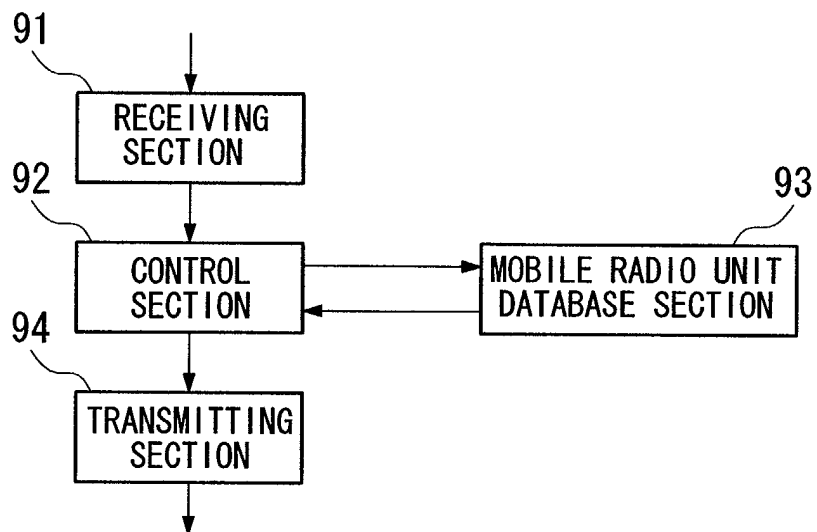 91
RECEIVING
SECTION
92
CONTROL
SECTION
93
MOBILE RADIO UNIT
DATABASE SECTION
94
TRANSMITTING
SECTION